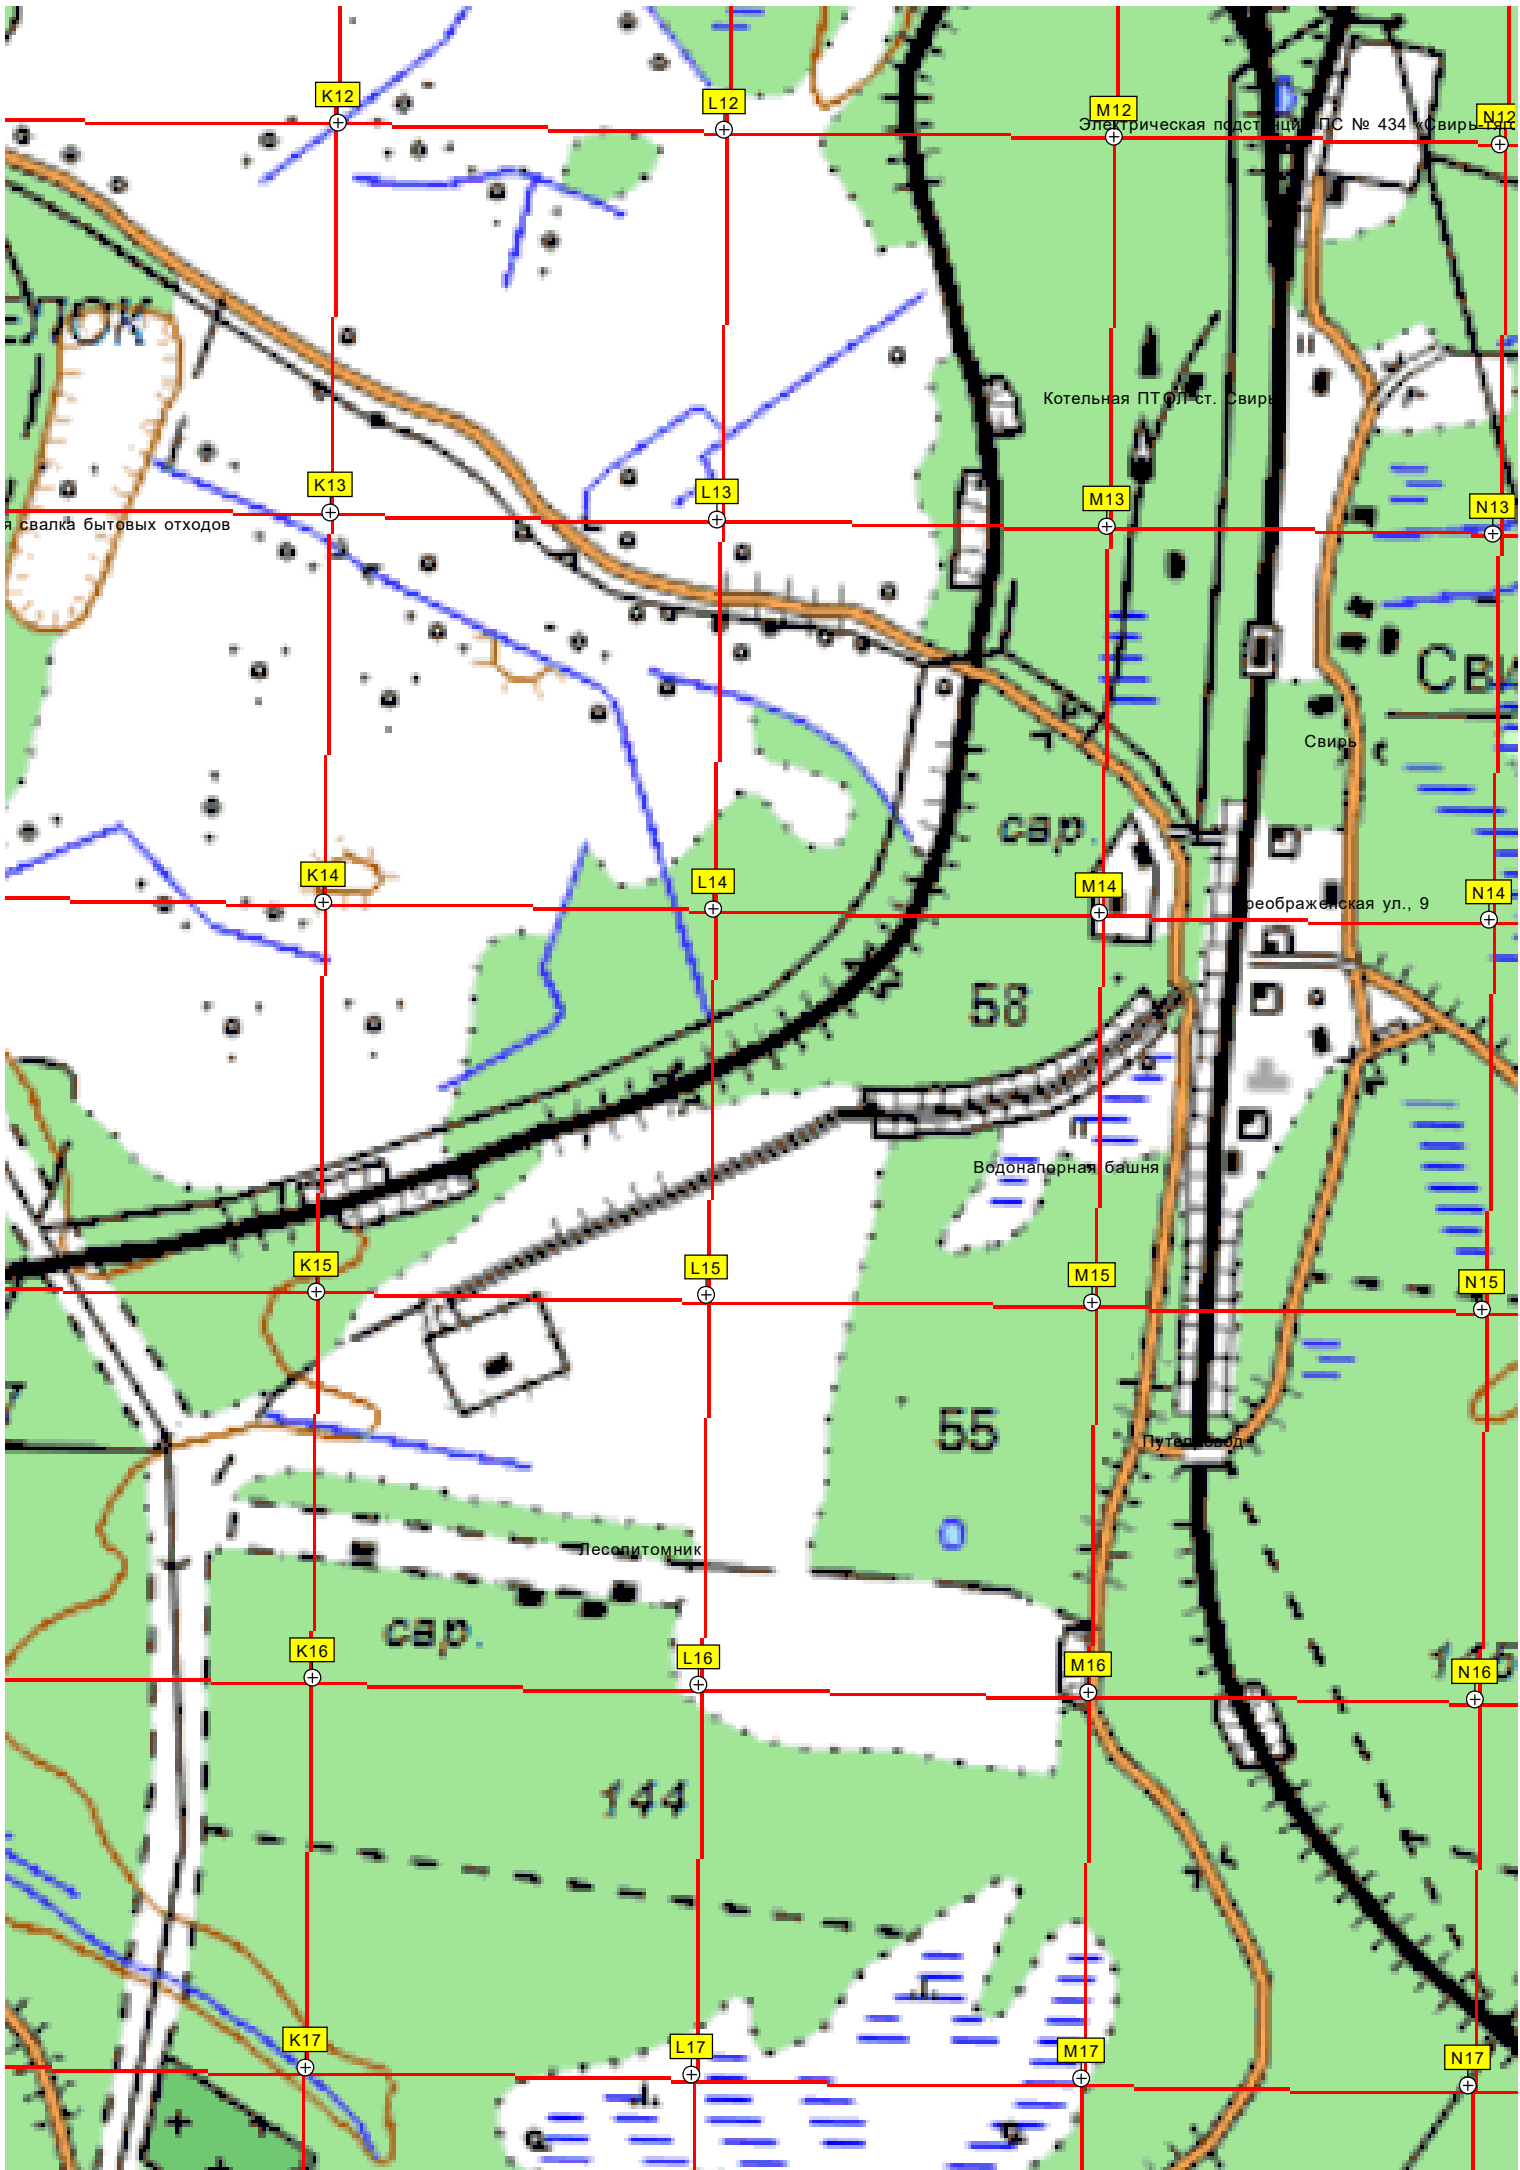 K12
L12
M12
N12
Электрическая подстанция ПС № 434 «Свирь-тяг
ЕЛОК
Котельная ПТОЛ ст. Свирь
K13
L13
M13
N13
я свалка бытовых отходов
Сви
Свирь
сар.
K14
L14
M14
N14
реображенская ул., 9
58
п
Водонапорная башня
K15
L15
M15
N15
7
55
Путепровод
Лесопитомник
сар.
145
K16
L16
M16
N16
144
K17
L17
M17
N17